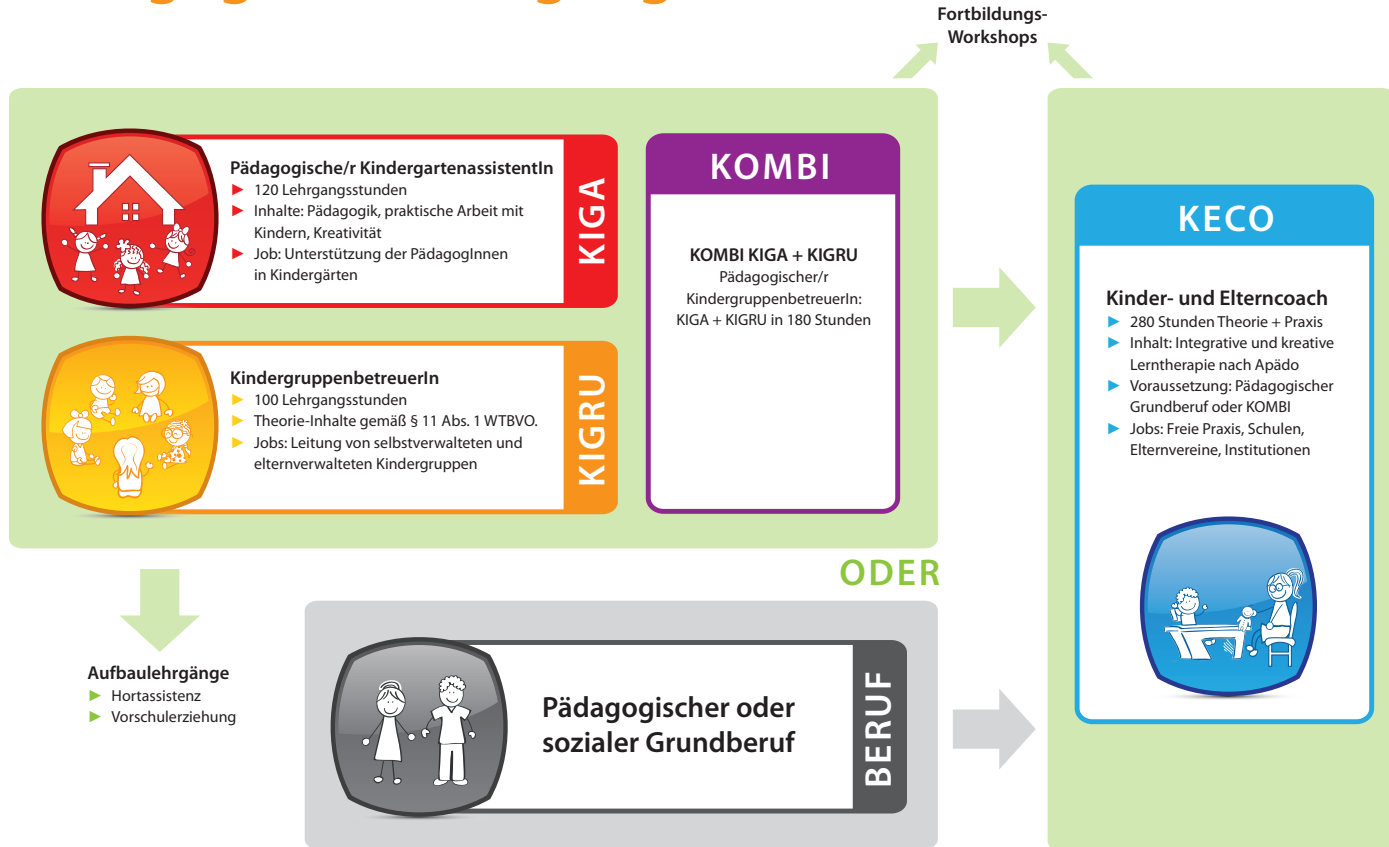 Fortbildungs-
Workshops
Pädagogische/r KindergartenassistentIn
► 120 Lehrgangsstunden
► Inhalte: Pädagogik, praktische Arbeit mit
Kindern, Kreativität
► Job: Unterstützung der PädagogInnen
in Kindergärten
KIGA
KindergruppenbetreuerIn
► 100 Lehrgangsstunden
► Theorie-Inhalte gemäß § 11 Abs. 1 WTBVO.
► Jobs: Leitung von selbstverwalteten und
elternverwalteten Kindergruppen
KIGRU
KOMBI
KOMBI KIGA + KIGRU
Pädagogischer/r
KindergruppenbetreuerIn:
KIGA + KIGRU in 180 Stunden
KECO
Kinder- und Elterncoach
► 280 Stunden Theorie + Praxis
► Inhalt: Integrative und kreative
Lerntherapie nach Apädo
► Voraussetzung: Pädagogischer
Grundberuf oder KOMBI
► Jobs: Freie Praxis, Schulen,
Elternvereine, Institutionen
ODER
Aufbaulehrgänge
► Hortassistenz
► Vorschulerziehung
Pädagogischer oder
sozialer Grundberuf
BERUF